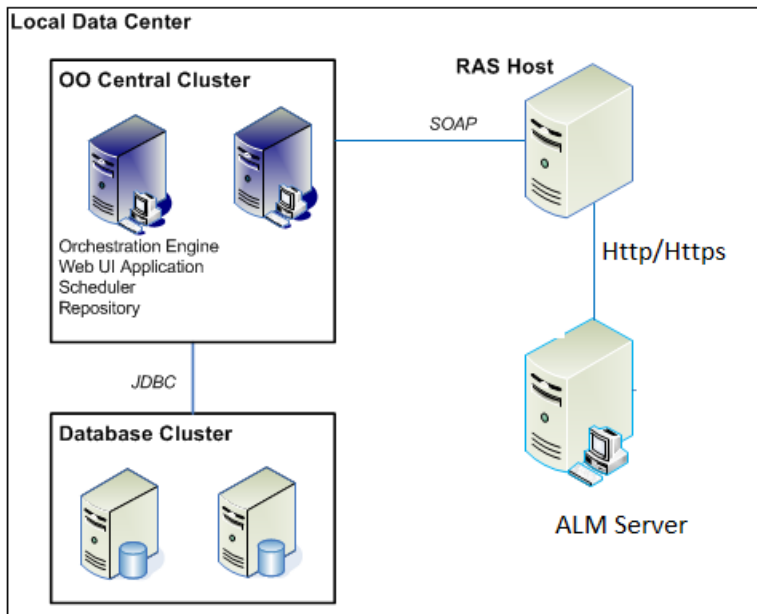 Local Data Center
OO Central Cluster
RAS Host
SOAP
Orchestration Engine
Web UI Application
Scheduler
Repository
Http/Https
JDBC
Database Cluster
ALM Server